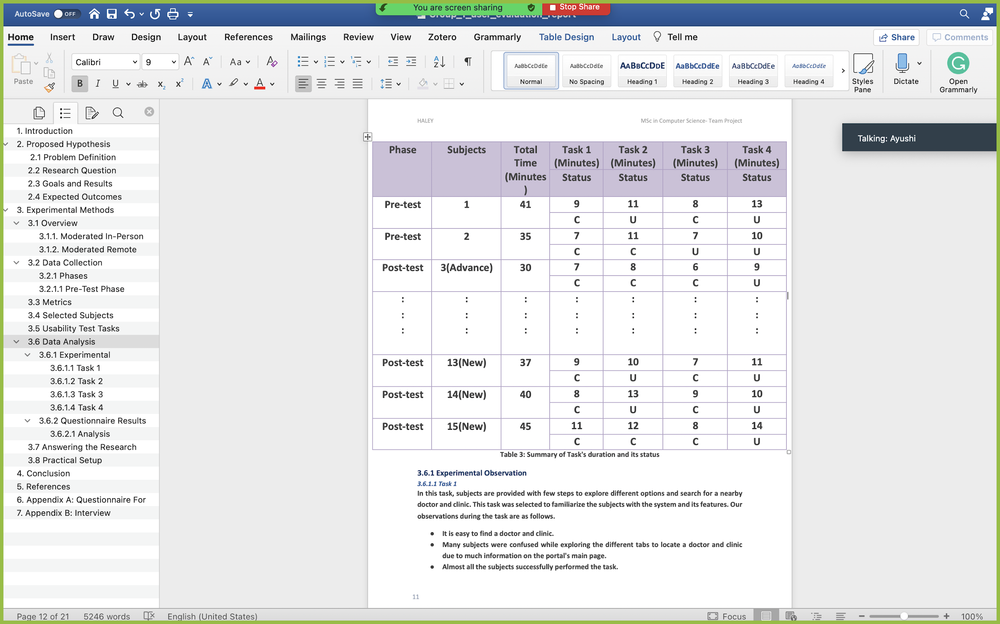 You are screen sharing Stop Share
AutoSave OFF
Group_1_user_evaluation_report
Home Insert Draw Design Layout References Mailings Review View Zotero Grammarly Table Design Layout Tell me Share Comments
Paste Calibri 9 Aa
AaBbCcDdEe AaBbCcDdEe AaBbCcDdE AaBbCcDdEe AaBbCcDdEe AaBbCcDdEe
Normal No Spacing Heading 1 Heading 2 Heading 3 Heading 4
Styles Pane Dictate Open Grammarly
1. Introduction
2. Proposed Hypothesis
2.1 Problem Definition
2.2 Research Question
2.3 Goals and Results
2.4 Expected Outcomes
3. Experimental Methods
3.1 Overview
3.1.1. Moderated In-Person
3.1.2. Moderated Remote
3.2 Data Collection
3.2.1 Phases
3.2.1.1 Pre-Test Phase
3.3 Metrics
3.4 Selected Subjects
3.5 Usability Test Tasks
3.6 Data Analysis
3.6.1 Experimental
3.6.1.1 Task 1
3.6.1.2 Task 2
3.6.1.3 Task 3
3.6.1.4 Task 4
3.6.2 Questionnaire Results
3.6.2.1 Analysis
3.7 Answering the Research
3.8 Practical Setup
4. Conclusion
5. References
6. Appendix A: Questionnaire For
7. Appendix B: Interview
HALEY MSc in Computer Science- Team Project
Talking: Ayushi
Phase Subjects Total Task 1 Task 2 Task 3 Task 4
Time (Minutes) (Minutes) (Minutes) (Minutes)
(Minutes Status Status Status Status
)
Pre-test 1 41 9 11 8 13
C U C U
Pre-test 2 35 7 11 7 10
C C U U
Post-test 3(Advance) 30 7 8 6 9
C C C U
: : : : : : :
: : : : : : :
: : : : : : :
Post-test 13(New) 37 9 10 7 11
C U C U
Post-test 14(New) 40 8 13 9 10
C U C U
Post-test 15(New) 45 11 12 8 14
C C C U
Table 3: Summary of Task's duration and its status
3.6.1 Experimental Observation
3.6.1.1 Task 1
In this task, subjects are provided with few steps to explore different options and search for a nearby
doctor and clinic. This task was selected to familiarize the subjects with the system and its features. Our
observations during the task are as follows.
● It is easy to find a doctor and clinic.
● Many subjects were confused while exploring the different tabs to locate a doctor and clinic
due to much information on the portal's main page.
● Almost all the subjects successfully performed the task.
11
Page 12 of 21 5246 words English (United States) Focus 100%